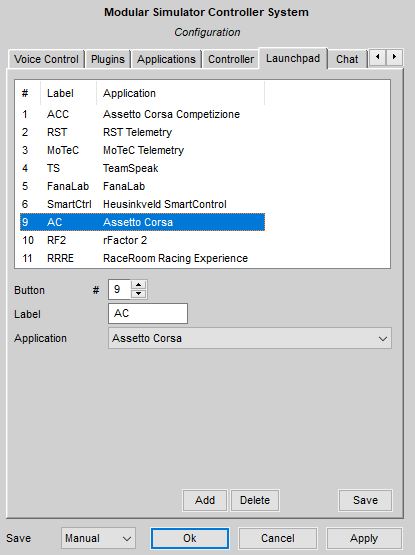 Modular Simulator Controller System
Configuration
Voice Control Plugins Applications Controller Launchpad Chat
# Label Application
1 ACC Assetto Corsa Competizione
2 RST RST Telemetry
3 MoTeC MoTeC Telemetry
4 TS TeamSpeak
5 FanaLab FanaLab
6 SmartCtrl Heusinkveld SmartControl
9 AC Assetto Corsa
10 RF2 rFactor 2
11 RRRE RaceRoom Racing Experience
Button # 9
Label AC
Application Assetto Corsa
Add Delete Save
Save Manual Ok Cancel Apply